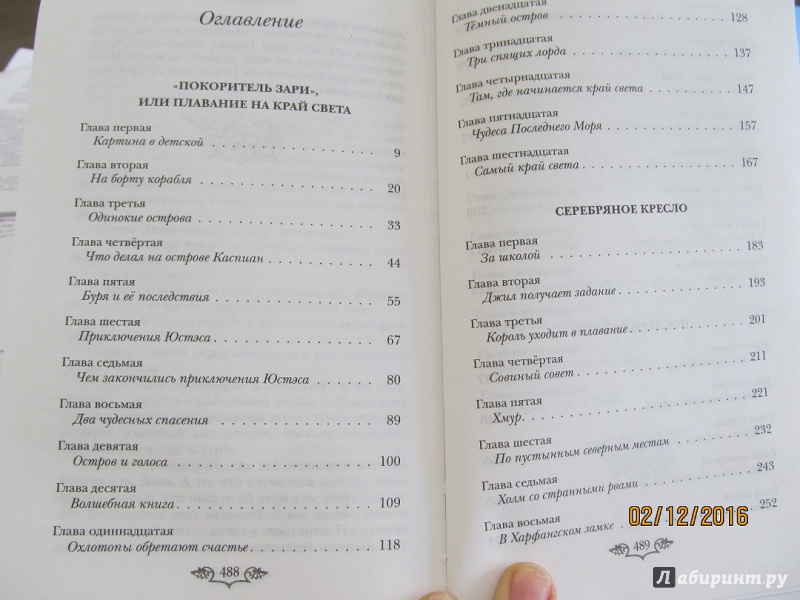 Оглавление
«ПОКОРИТЕЛЬ ЗАРИ»,
ИЛИ ПЛАВАНИЕ НА КРАЙ СВЕТА
Глава первая
Картина в детской . . . . . . . . . . . . . . . . 9
Глава вторая
На борту корабля . . . . . . . . . . . . . . . . 20
Глава третья
Одинокие острова . . . . . . . . . . . . . . . . 33
Глава четвёртая
Что делал на острове Каспиан . . . . . . . . . . 44
Глава пятая
Буря и её последствия . . . . . . . . . . . . . . 55
Глава шестая
Приключения Юстэса . . . . . . . . . . . . . . 67
Глава седьмая
Чем закончились приключения Юстэса . . . . . . 80
Глава восьмая
Два чудесных спасения . . . . . . . . . . . . . . 89
Глава девятая
Остров и голоса . . . . . . . . . . . . . . . . 100
Глава десятая
Волшебная книга . . . . . . . . . . . . . . . . 109
Глава одиннадцатая
Охлотопы обретают счастье . . . . . . . . . . . 118
488
Глава двенадцатая
Тёмный остров . . . . . . . . . . . . . . . . 128
Глава тринадцатая
Три спящих лорда . . . . . . . . . . . . . . 137
Глава четырнадцатая
Там, где начинается край света . . . . . . . . 147
Глава пятнадцатая
Чудеса Последнего Моря . . . . . . . . . . . . 157
Глава шестнадцатая
Самый край света . . . . . . . . . . . . . . 167
СЕРЕБРЯНОЕ КРЕСЛО
Глава первая
За школой . . . . . . . . . . . . . . . . . . 183
Глава вторая
Джил получает задание . . . . . . . . . . . . 193
Глава третья
Король уходит в плавание . . . . . . . . . . . 201
Глава четвёртая
Совиный совет . . . . . . . . . . . . . . . . 211
Глава пятая
Хмур . . . . . . . . . . . . . . . . . . . . 221
Глава шестая
По пустынным северным местам . . . . . . . . 232
Глава седьмая
Холм со странными рвами . . . . . . . . . . . 243
Глава восьмая
В Харфангском замке . . . . . . . . . . . . . 252
489
02/12/2016
Лабиринт.ру